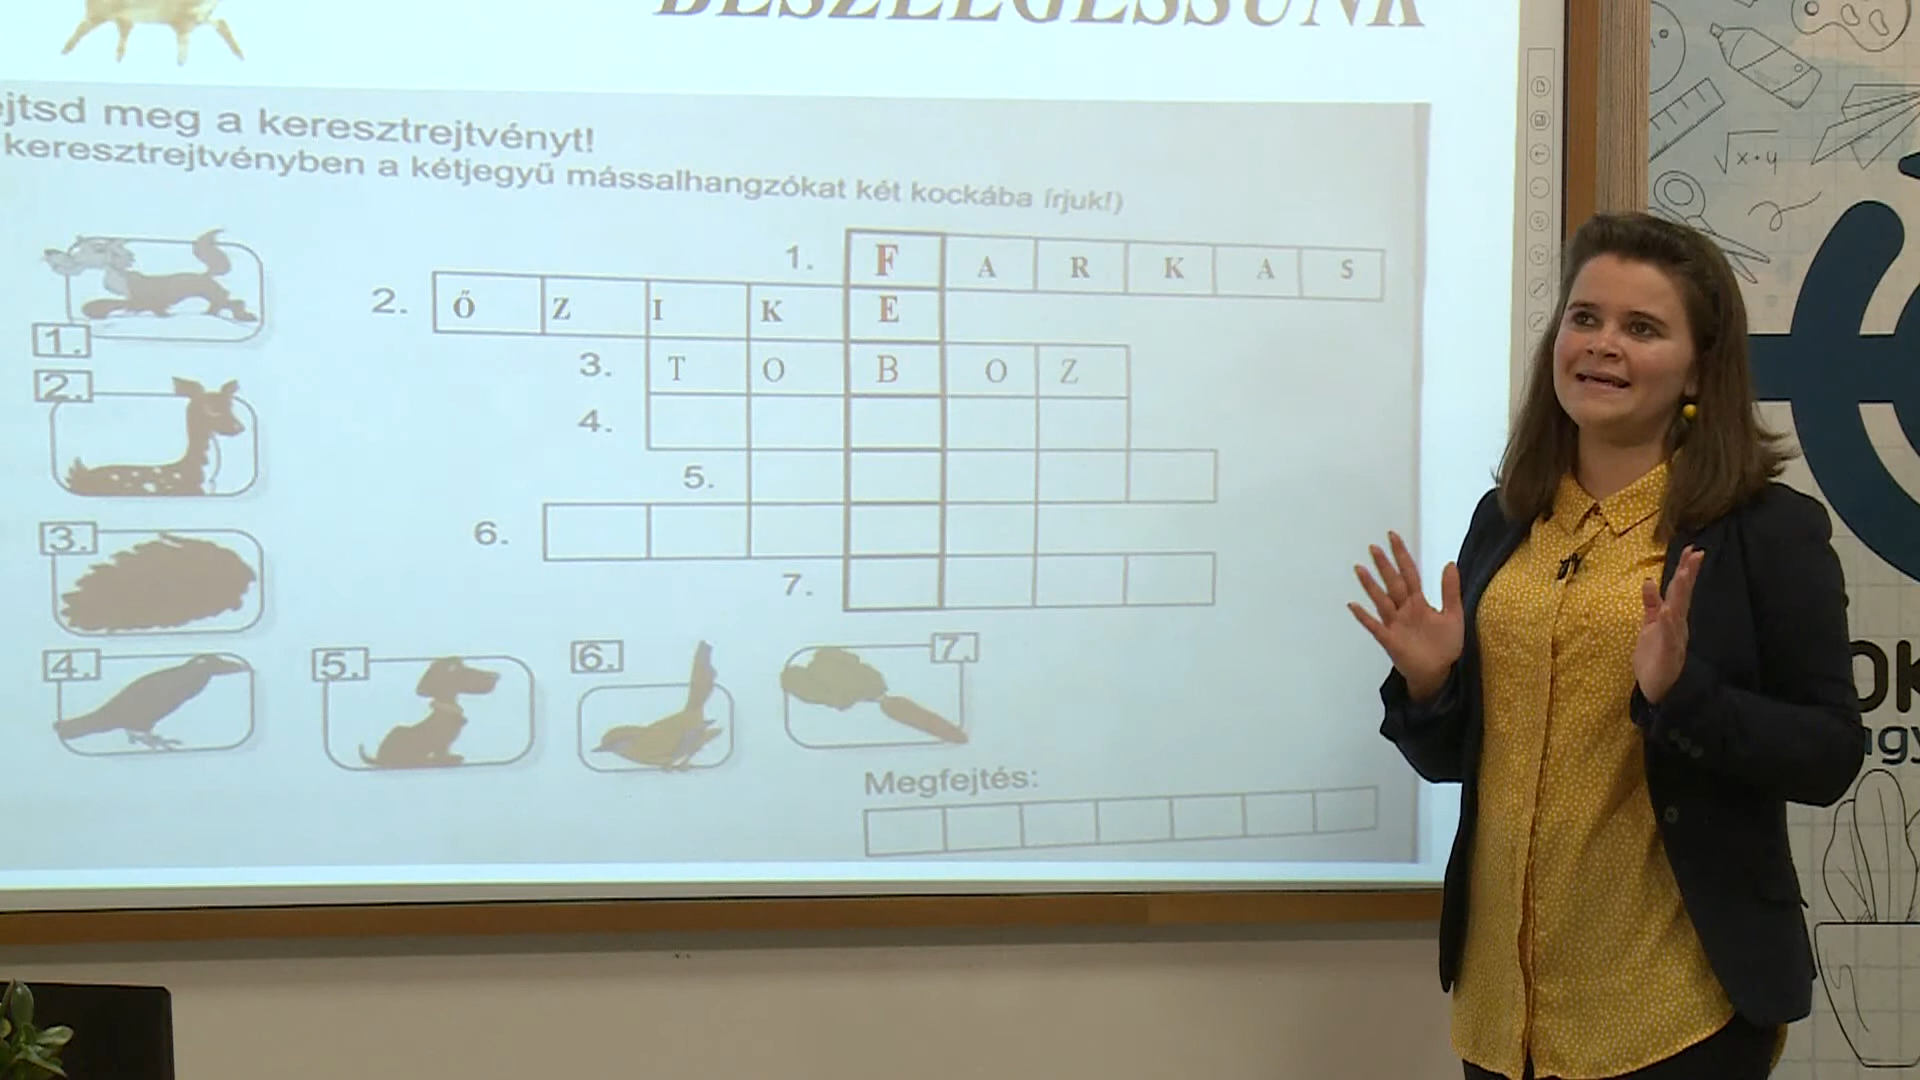 BESZÉLGESSÜNK
ejtsd meg a keresztrejtvényt!
keresztrejtvényben a kétjegyű mássalhangzókat két kockába írjuk!)
1. F A R K A S
2. Ő Z I K E
3. T O B O Z
4.
5.
6.
7.
1.
2.
3.
4.
5.
6.
7.
Megfejtés:
√x•y